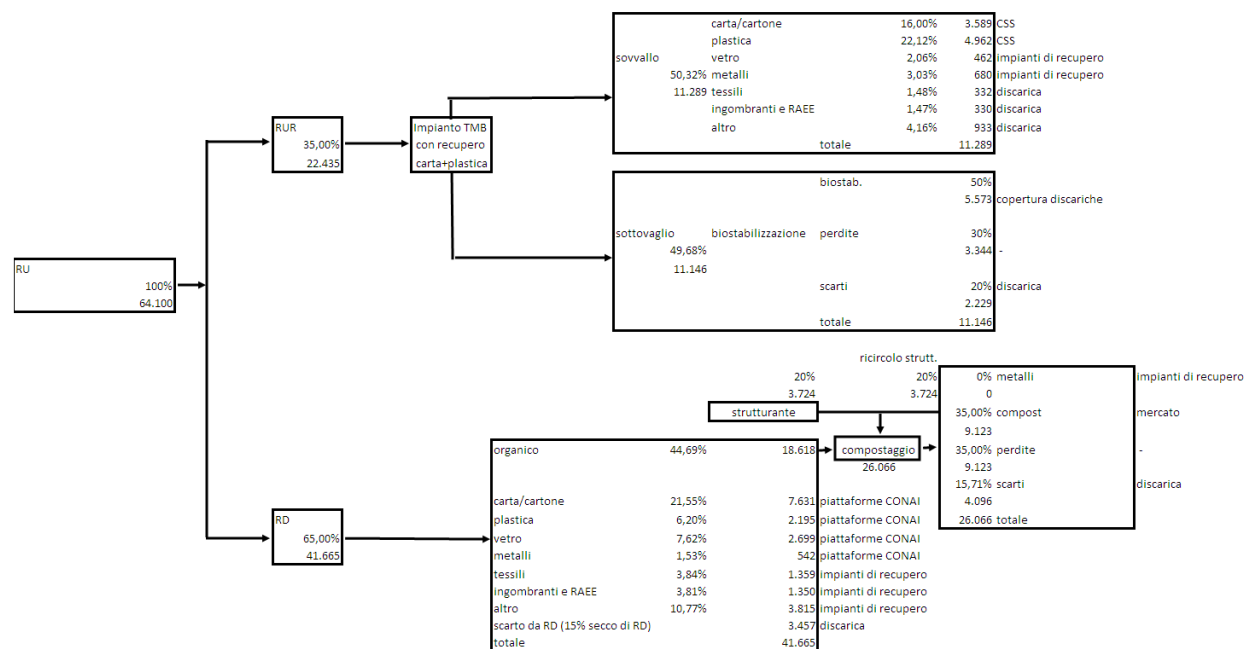 carta/cartone 16,00% 3.589 CSS
plastica 22,12% 4.962 CSS
sovvallo vetro 2,06% 462 impianti di recupero
50,32% metalli 3,03% 680 impianti di recupero
11.289 tessili 1,48% 332 discarica
ingombranti e RAEE 1,47% 330 discarica
altro 4,16% 933 discarica
totale 11.289
RUR
35,00%
22.435
Impianto TMB
con recupero
carta+plastica
biostab. 50%
5.573 copertura discariche
sottovaglio biostabilizzazione perdite 30%
49,68% 3.344 -
11.146
scarti 20% discarica
2.229
totale 11.146
RU
100%
64.100
ricircolo strutt.
20% 20% 0% metalli impianti di recupero
3.724 3.724 0
strutturante 35,00% compost mercato
9.123
organico 44,69% 18.618 compostaggio 35,00% perdite -
26.066 9.123
15,71% scarti discarica
4.096
26.066 totale
RD
65,00%
41.665
carta/cartone 21,55% 7.631 piattaforme CONAI
plastica 6,20% 2.195 piattaforme CONAI
vetro 7,62% 2.699 piattaforme CONAI
metalli 1,53% 542 piattaforme CONAI
tessili 3,84% 1.359 impianti di recupero
ingombranti e RAEE 3,81% 1.350 impianti di recupero
altro 10,77% 3.815 impianti di recupero
scarto da RD (15% secco di RD) 3.457 discarica
totale 41.665